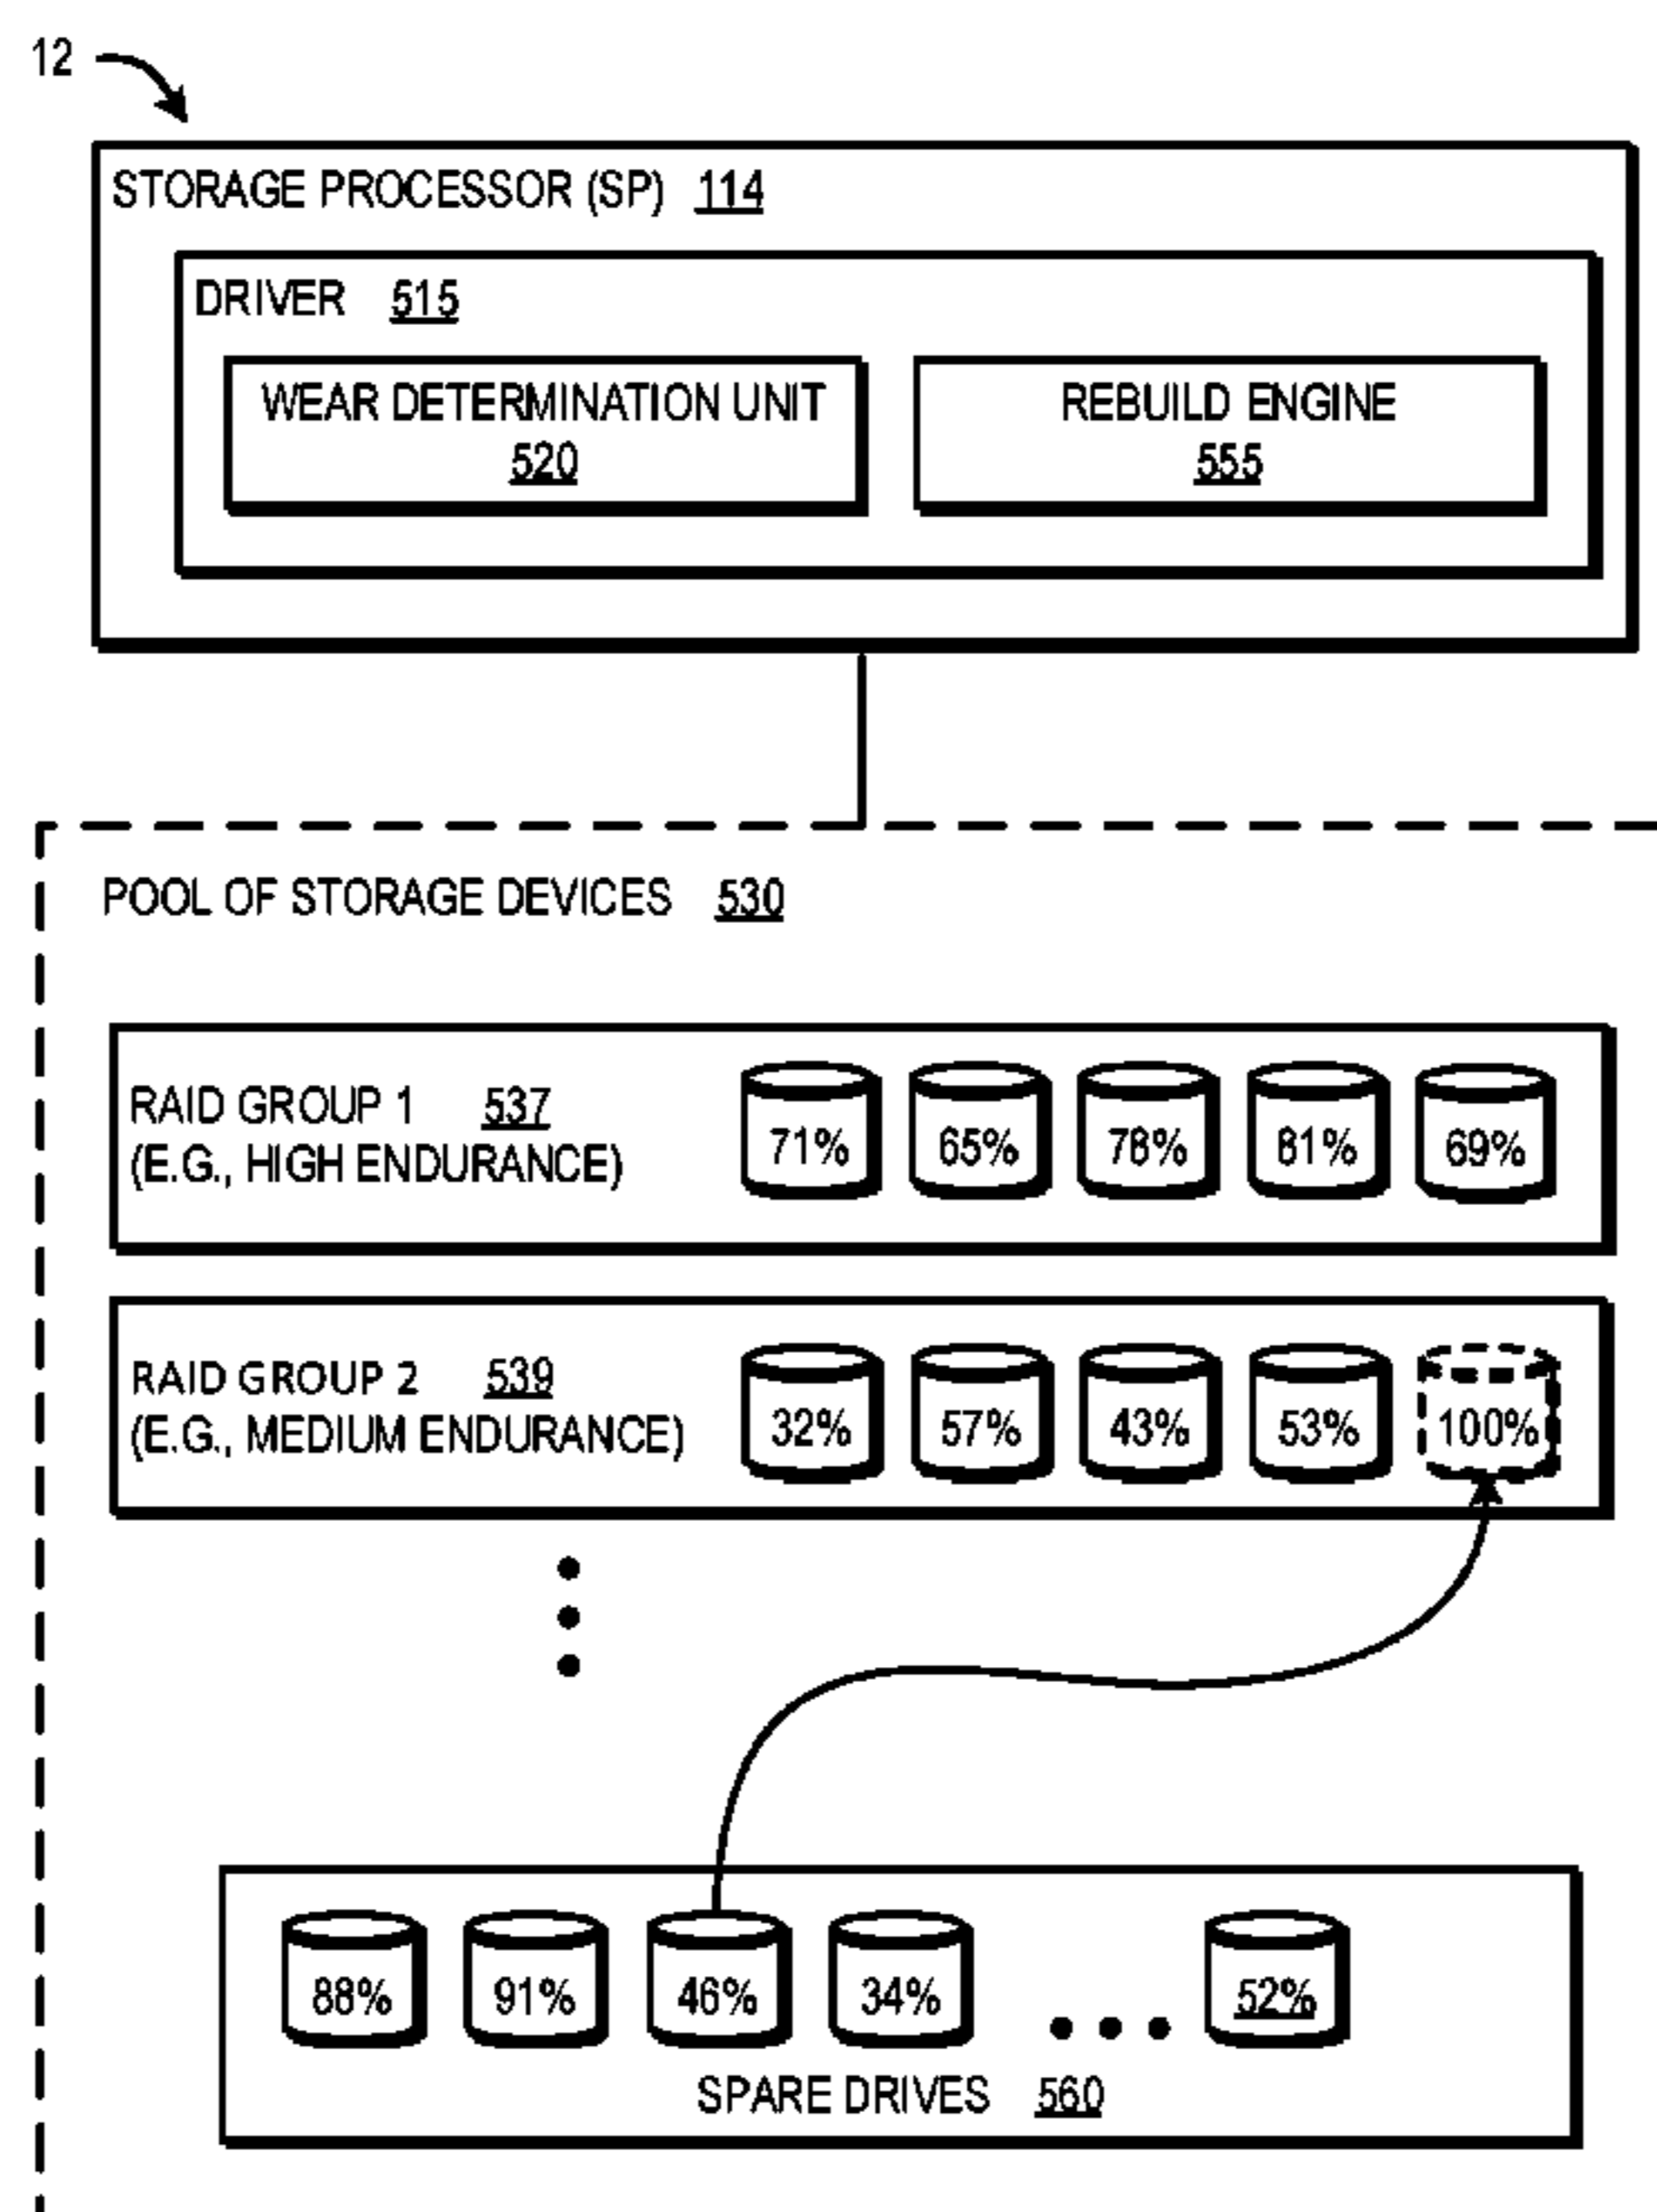 12
STORAGE PROCESSOR (SP) 114
DRIVER 515
WEAR DETERMINATION UNIT
520
REBUILD ENGINE
555
POOL OF STORAGE DEVICES 530
RAID GROUP 1 537
(E.G., HIGH ENDURANCE)
71% 65% 78% 81% 69%
RAID GROUP 2 539
(E.G., MEDIUM ENDURANCE)
32% 57% 43% 53% 100%
88% 91% 46% 34% 52%
SPARE DRIVES 560